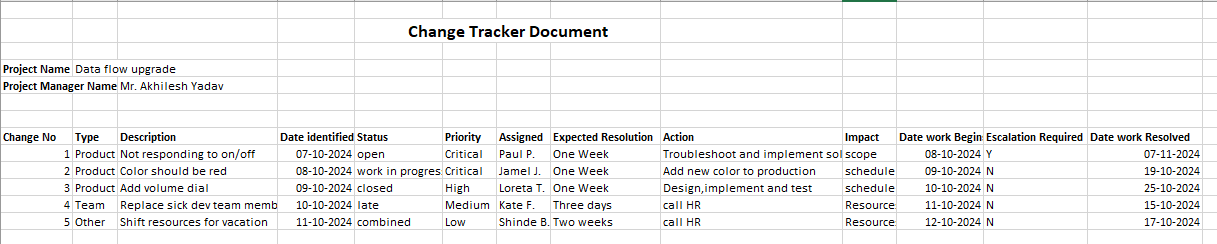 Change Tracker Document
Project Name Data flow upgrade
Project Manager Name Mr. Akhilesh Yadav
Change No Type Description Date identified Status Priority Assigned Expected Resolution Action Impact Date work Begin Escalation Required Date work Resolved
1 Product Not responding to on/off 07-10-2024 open Critical Paul P. One Week Troubleshoot and implement sol scope 08-10-2024 Y 07-11-2024
2 Product Color should be red 08-10-2024 work in progres Critical Jamel J. One Week Add new color to production schedule 09-10-2024 N 19-10-2024
3 Product Add volume dial 09-10-2024 closed High Loreta T. One Week Design,implement and test schedule 10-10-2024 N 25-10-2024
4 Team Replace sick dev team memb 10-10-2024 late Medium Kate F. Three days call HR Resource 11-10-2024 N 15-10-2024
5 Other Shift resources for vacation 11-10-2024 combined Low Shinde B. Two weeks call HR Resource 12-10-2024 N 17-10-2024